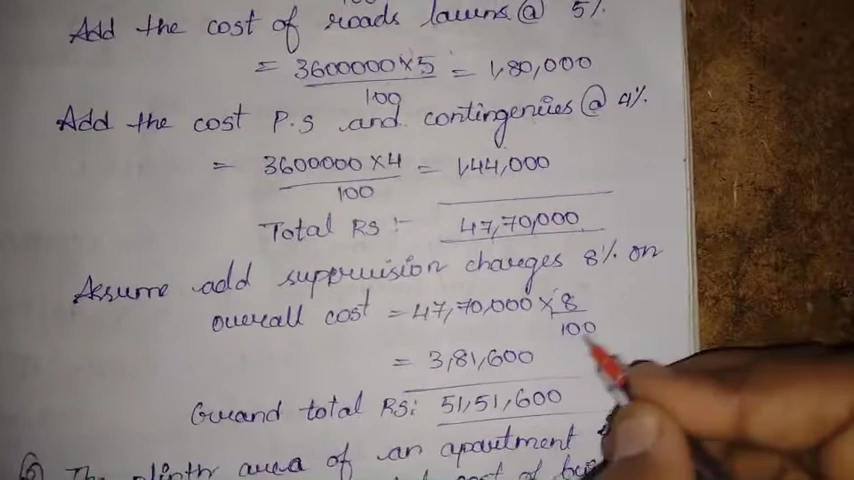 Add the cost of roads lawns @ 5%
= 3600000×5 = 1,80,000
100
Add the cost P.S and contingencies @ 4%
= 3600000×4 = 1,44,000
100
Total RS :- 47,70,000
Assume add suppruision charges 8% on
overall cost = 47,70,000 × 8
100
= 3,81,600
Grand total RS: 51,51,600
The plinth area of an apartment
cost of